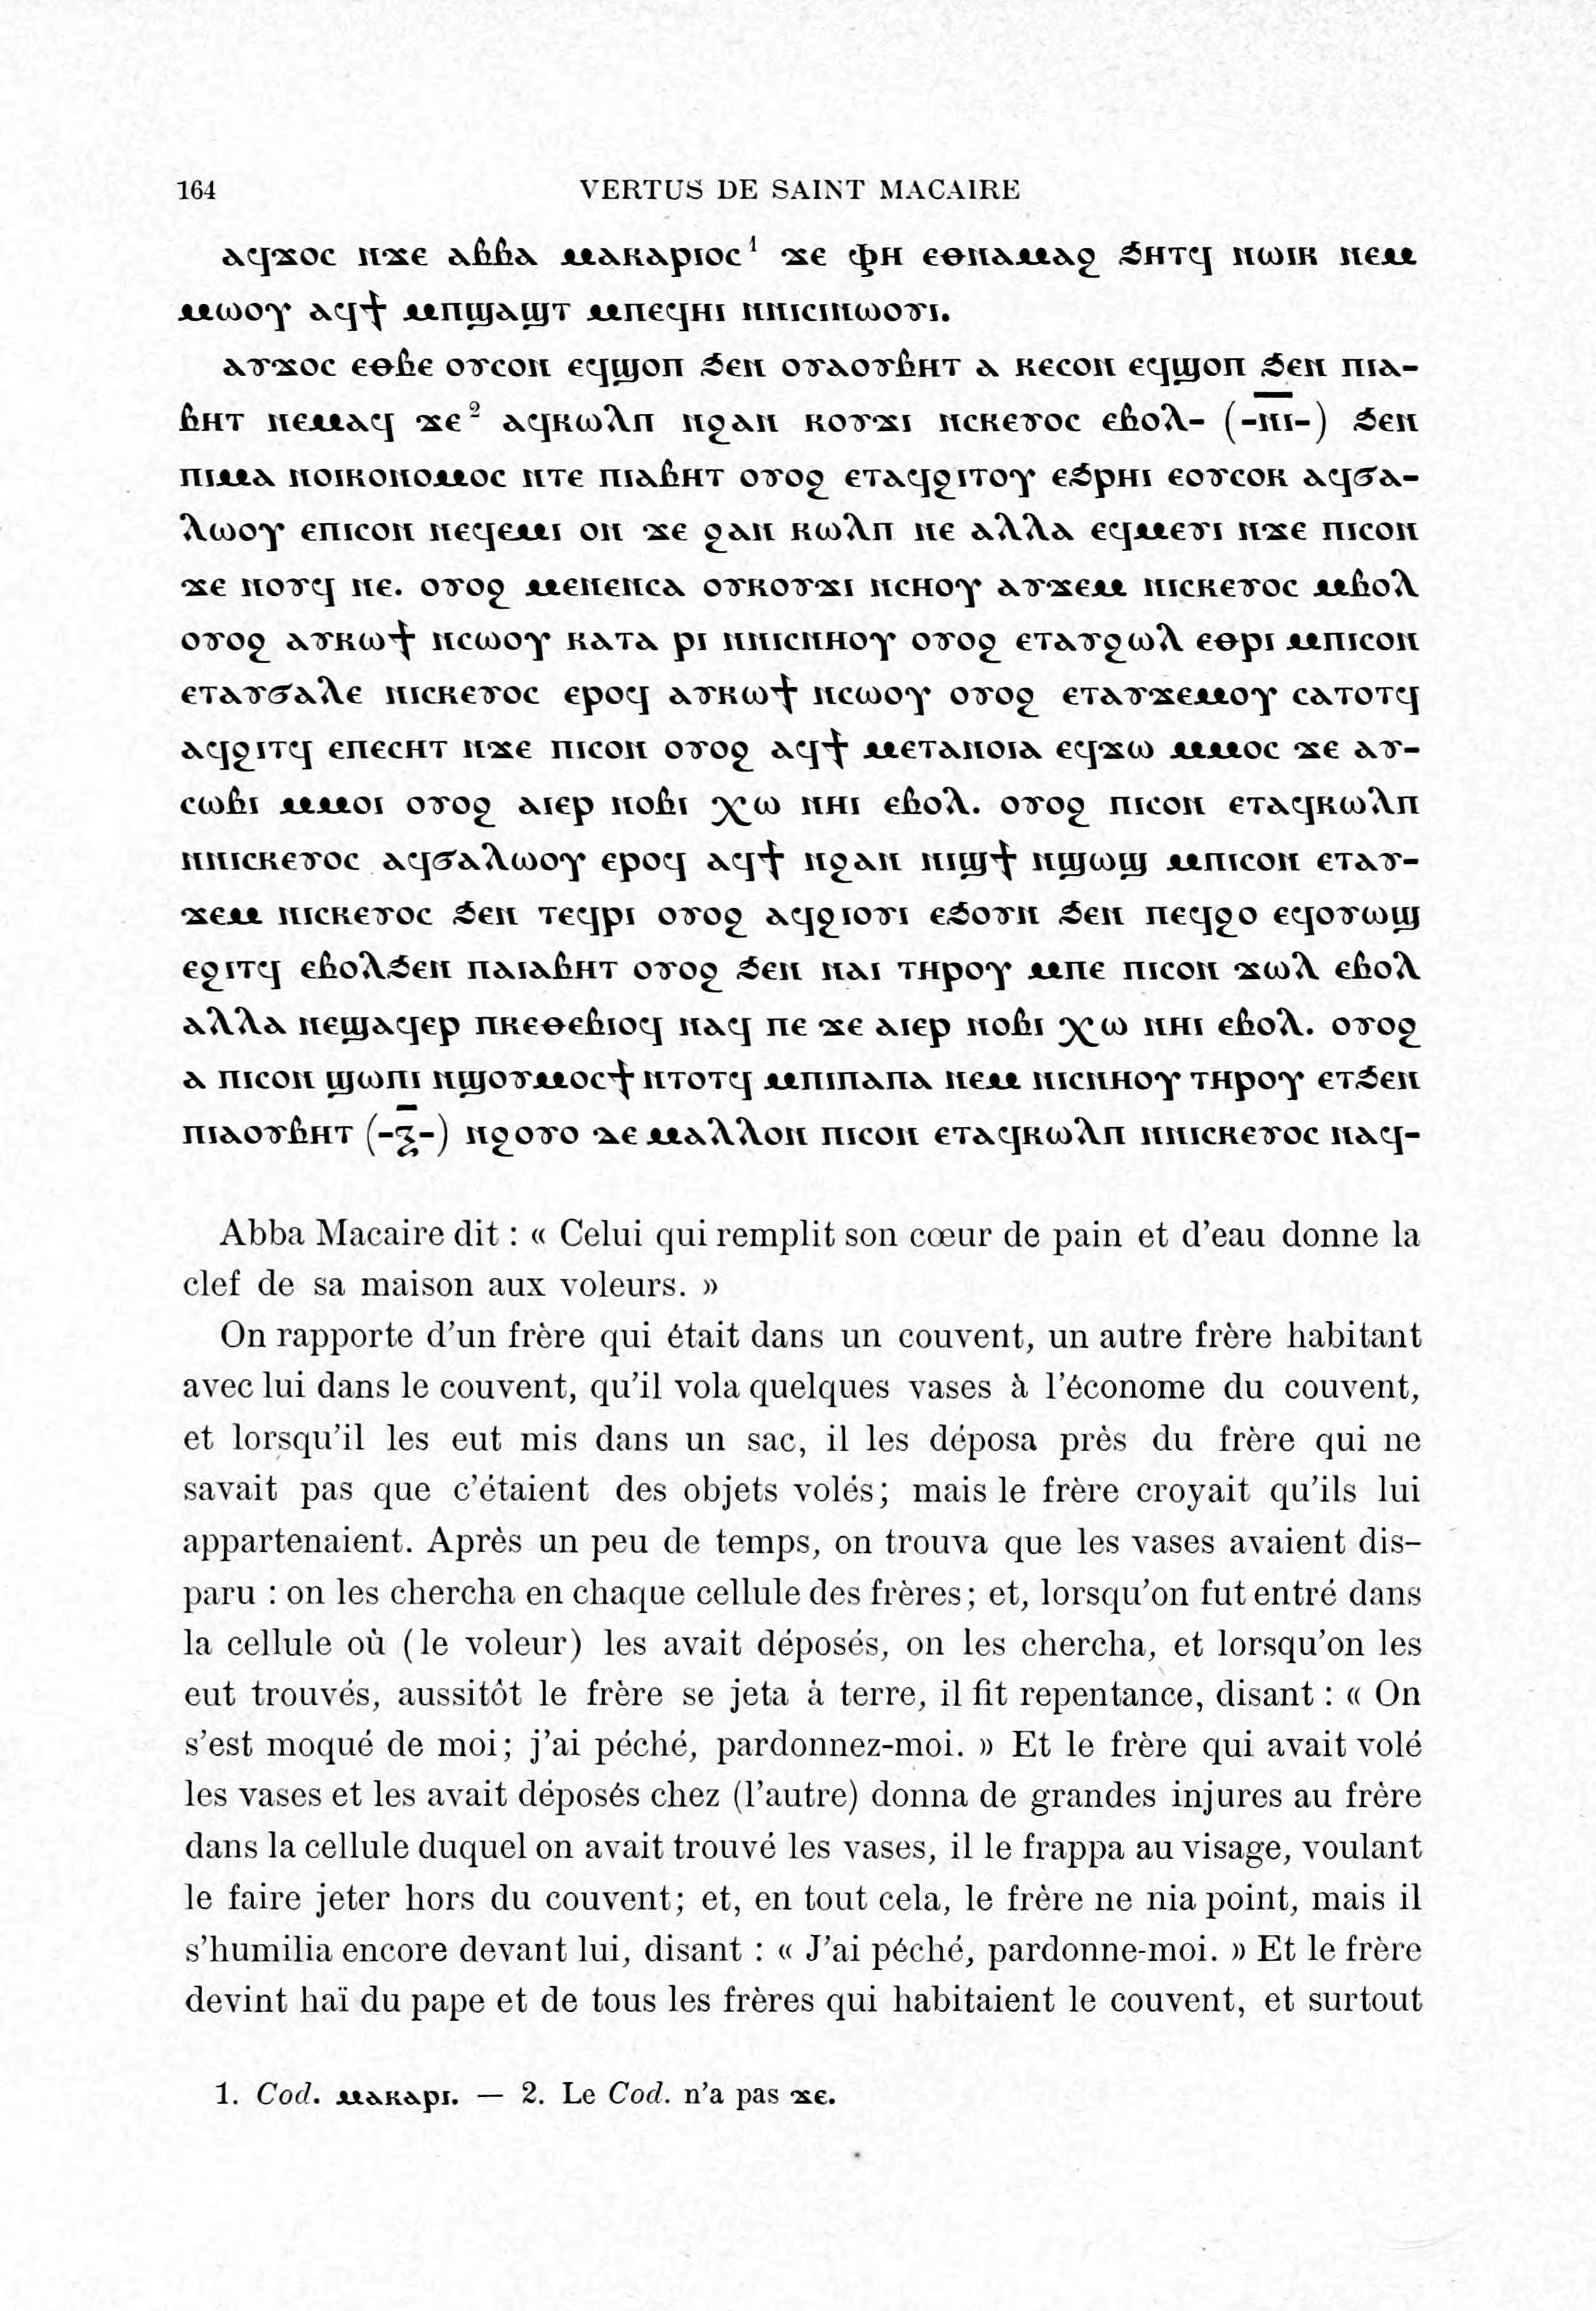 164 VERTUS DE SAINT MACAIRE
ⲁϥϫⲟⲥ ⲛϫⲉ ⲁⲃⲃⲁ ⲙⲁⲕⲁⲣⲓⲟⲥ¹ ϫⲉ ⲫⲏ ⲉⲑⲛⲁⲙⲁϩ ϧⲏⲧϥ ⲛⲱⲓⲕ ⲛⲉⲙ
ⲙⲱⲟⲩ ⲁϥϯ ⲙⲡϣⲁϣⲧ ⲙⲡⲉϥⲏⲓ ⲛⲛⲓⲥⲓⲛⲱⲟⲩⲓ.
ⲁⲩϫⲟⲥ ⲉⲑⲃⲉ ⲟⲩⲥⲟⲛ ⲉϥϣⲟⲡ ϧⲉⲛ ⲟⲩⲁⲟⲩⲃⲏⲧ ⲁ ⲕⲉⲥⲟⲛ ⲉϥϣⲟⲡ ϧⲉⲛ ⲡⲓⲁ-
ⲃⲏⲧ ⲛⲉⲙⲁϥ ϫⲉ² ⲁϥⲕⲱⲗⲡ ⲛϩⲁⲛ ⲕⲟⲩϫⲓ ⲛⲥⲕⲉⲩⲟⲥ ⲉⲃⲟⲗ- (-ⲛ̅ⲓ̅-) ϧⲉⲛ
ⲡⲓⲙⲁ ⲛⲟⲓⲕⲟⲛⲟⲙⲟⲥ ⲛⲧⲉ ⲡⲓⲁⲃⲏⲧ ⲟⲩⲟϩ ⲉⲧⲁϥϩⲓⲧⲟⲩ ⲉϧⲣⲏⲓ ⲉⲟⲩⲥⲟⲕ ⲁϥϭⲁ-
ⲗⲱⲟⲩ ⲉⲡⲓⲥⲟⲛ ⲛⲉϥⲉⲙⲓ ⲟⲛ ϫⲉ ϩⲁⲛ ⲕⲱⲗⲡ ⲛⲉ ⲁⲗⲗⲁ ⲉϥⲙⲉⲩⲓ ⲛϫⲉ ⲡⲓⲥⲟⲛ
ϫⲉ ⲛⲟⲩϥ ⲛⲉ. ⲟⲩⲟϩ ⲙⲉⲛⲉⲛⲥⲁ ⲟⲩⲕⲟⲩϫⲓ ⲛⲥⲏⲟⲩ ⲁⲩϫⲉⲙ ⲛⲓⲥⲕⲉⲩⲟⲥ ⲙⲃⲟⲗ
ⲟⲩⲟϩ ⲁⲩⲕⲱϯ ⲛⲥⲱⲟⲩ ⲕⲁⲧⲁ ⲣⲓ ⲛⲛⲓⲥⲛⲏⲟⲩ ⲟⲩⲟϩ ⲉⲧⲁⲩϩⲱⲗ ⲉⲑⲣⲓ ⲙⲡⲓⲥⲟⲛ
ⲉⲧⲁⲩϭⲁⲗⲉ ⲛⲓⲥⲕⲉⲩⲟⲥ ⲉⲣⲟϥ ⲁⲩⲕⲱϯ ⲛⲥⲱⲟⲩ ⲟⲩⲟϩ ⲉⲧⲁⲩϫⲉⲙⲟⲩ ⲥⲁⲧⲟⲧϥ
ⲁϥϩⲓⲧϥ ⲉⲡⲉⲥⲏⲧ ⲛϫⲉ ⲡⲓⲥⲟⲛ ⲟⲩⲟϩ ⲁϥϯ ⲙⲉⲧⲁⲛⲟⲓⲁ ⲉϥϫⲱ ⲙⲙⲟⲥ ϫⲉ ⲁⲩ-
ⲥⲱⲃⲓ ⲙⲙⲟⲓ ⲟⲩⲟϩ ⲁⲓⲉⲣ ⲛⲟⲃⲓ ⲭⲱ ⲛⲏⲓ ⲉⲃⲟⲗ. ⲟⲩⲟϩ ⲡⲓⲥⲟⲛ ⲉⲧⲁϥⲕⲱⲗⲡ
ⲛⲛⲓⲥⲕⲉⲩⲟⲥ ⲁϥϭⲁⲗⲱⲟⲩ ⲉⲣⲟϥ ⲁϥϯ ⲛϩⲁⲛ ⲛⲓϣϯ ⲛϣⲱϣ ⲙⲡⲓⲥⲟⲛ ⲉⲧⲁⲩ-
ϫⲉⲙ ⲛⲓⲥⲕⲉⲩⲟⲥ ϧⲉⲛ ⲧⲉϥⲣⲓ ⲟⲩⲟϩ ⲁϥϩⲓⲟⲩⲓ ⲉϧⲟⲩⲛ ϧⲉⲛ ⲡⲉϥϩⲟ ⲉϥⲟⲩⲱϣ
ⲉϩⲓⲧϥ ⲉⲃⲟⲗϧⲉⲛ ⲡⲁⲓⲁⲃⲏⲧ ⲟⲩⲟϩ ϧⲉⲛ ⲛⲁⲓ ⲧⲏⲣⲟⲩ ⲙⲡⲉ ⲡⲓⲥⲟⲛ ϫⲱⲗ ⲉⲃⲟⲗ
ⲁⲗⲗⲁ ⲛⲉϣⲁϥⲉⲣ ⲡⲕⲉⲑⲉⲃⲓⲟϥ ⲛⲁϥ ⲡⲉ ϫⲉ ⲁⲓⲉⲣ ⲛⲟⲃⲓ ⲭⲱ ⲛⲏⲓ ⲉⲃⲟⲗ. ⲟⲩⲟϩ
ⲁ ⲡⲓⲥⲟⲛ ϣⲱⲡⲓ ⲛϣⲟⲩⲙⲟⲥϯ ⲛⲧⲟⲧϥ ⲙⲡⲓⲡⲁⲡⲁ ⲛⲉⲙ ⲛⲓⲥⲛⲏⲟⲩ ⲧⲏⲣⲟⲩ ⲉⲧϧⲉⲛ
ⲡⲓⲁⲟⲩⲃⲏⲧ (-ⲝ̅-) ⲛϩⲟⲩⲟ ⲇⲉ ⲙⲁⲗⲗⲟⲛ ⲡⲓⲥⲟⲛ ⲉⲧⲁϥⲕⲱⲗⲡ ⲛⲛⲓⲥⲕⲉⲩⲟⲥ ⲛⲁϥ-
Abba Macaire dit : « Celui qui remplit son cœur de pain et d'eau donne la
clef de sa maison aux voleurs. »
On rapporte d'un frère qui était dans un couvent, un autre frère habitant
avec lui dans le couvent, qu'il vola quelques vases à l'économe du couvent,
et lorsqu'il les eut mis dans un sac, il les déposa près du frère qui ne
savait pas que c'étaient des objets volés; mais le frère croyait qu'ils lui
appartenaient. Après un peu de temps, on trouva que les vases avaient dis-
paru : on les chercha en chaque cellule des frères; et, lorsqu'on fut entré dans
la cellule où (le voleur) les avait déposés, on les chercha, et lorsqu'on les
eut trouvés, aussitôt le frère se jeta à terre, il fit repentance, disant : « On
s'est moqué de moi; j'ai péché, pardonnez-moi. » Et le frère qui avait volé
les vases et les avait déposés chez (l'autre) donna de grandes injures au frère
dans la cellule duquel on avait trouvé les vases, il le frappa au visage, voulant
le faire jeter hors du couvent; et, en tout cela, le frère ne nia point, mais il
s'humilia encore devant lui, disant : « J'ai péché, pardonne-moi. » Et le frère
devint haï du pape et de tous les frères qui habitaient le couvent, et surtout
1. Cod. ⲙⲁⲕⲁⲣⲓ. — 2. Le Cod. n'a pas ϫⲉ.